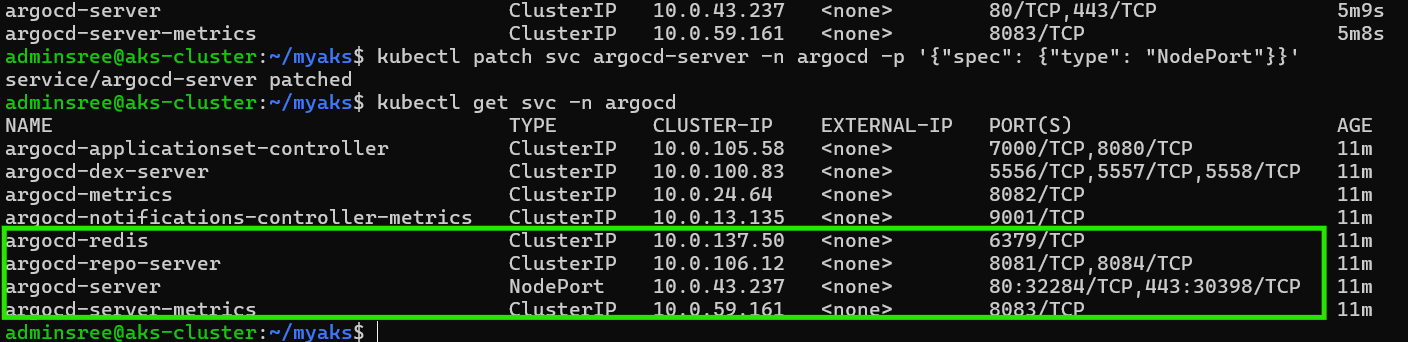 argocd-server ClusterIP 10.0.43.237 <none> 80/TCP,443/TCP 5m9s
argocd-server-metrics ClusterIP 10.0.59.161 <none> 8083/TCP 5m8s
adminsree@aks-cluster:~/myaks$ kubectl patch svc argocd-server -n argocd -p '{"spec": {"type": "NodePort"}}'
service/argocd-server patched
adminsree@aks-cluster:~/myaks$ kubectl get svc -n argocd
NAME TYPE CLUSTER-IP EXTERNAL-IP PORT(S) AGE
argocd-applicationset-controller ClusterIP 10.0.105.58 <none> 7000/TCP,8080/TCP 11m
argocd-dex-server ClusterIP 10.0.100.83 <none> 5556/TCP,5557/TCP,5558/TCP 11m
argocd-metrics ClusterIP 10.0.24.64 <none> 8082/TCP 11m
argocd-notifications-controller-metrics ClusterIP 10.0.13.135 <none> 9001/TCP 11m
argocd-redis ClusterIP 10.0.137.50 <none> 6379/TCP 11m
argocd-repo-server ClusterIP 10.0.106.12 <none> 8081/TCP,8084/TCP 11m
argocd-server NodePort 10.0.43.237 <none> 80:32284/TCP,443:30398/TCP 11m
argocd-server-metrics ClusterIP 10.0.59.161 <none> 8083/TCP 11m
adminsree@aks-cluster:~/myaks$